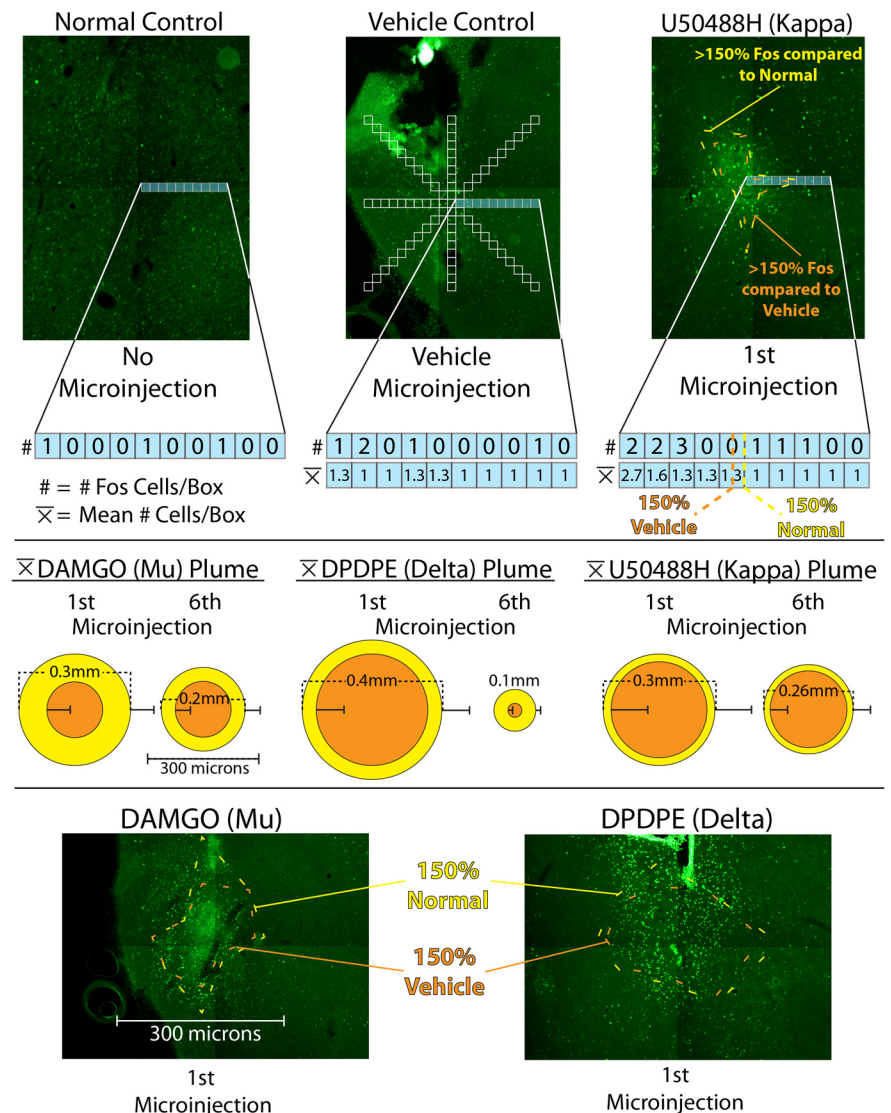 Normal Control
Vehicle Control
U50488H (Kappa)
>150% Fos compared
to Normal
>150% Fos
compared to
Vehicle
No
Microinjection
Vehicle
Microinjection
1st
Microinjection
# 1 0 0 0 1 0 0 1 0 0
# 1 2 0 1 0 0 0 0 1 0
X 1.3 1 1 1.3 1.3 1 1 1 1 1
# 2 2 3 0 0 1 1 1 0 0
X 2.7 1.6 1.3 1.3 1.3 1 1 1 1 1
# = # Fos Cells/Box
X = Mean # Cells/Box
150%
Vehicle
150%
Normal
X DAMGO (Mu) Plume
1st 6th
Microinjection
0.3mm
0.2mm
300 microns
X DPDPE (Delta) Plume
1st 6th
Microinjection
0.4mm
0.1mm
X U50488H (Kappa) Plume
1st 6th
Microinjection
0.3mm
0.26mm
DAMGO (Mu)
DPDPE (Delta)
150%
Normal
150%
Vehicle
300 microns
1st
Microinjection
1st
Microinjection